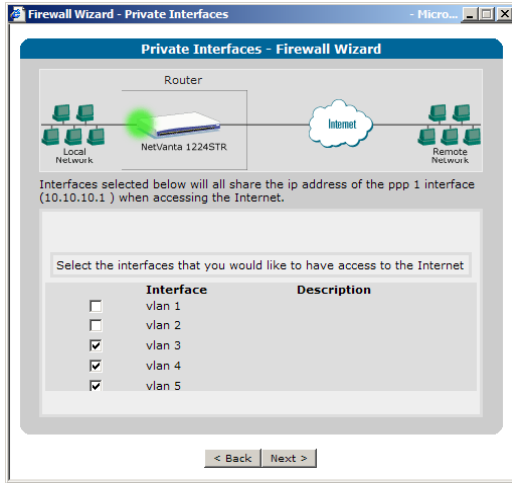 Firewall Wizard - Private Interfaces - Micro...
Private Interfaces - Firewall Wizard
Router
Internet
Local
Network
NetVanta 1224STR
Remote
Network
Interfaces selected below will all share the ip address of the ppp 1 interface
(10.10.10.1 ) when accessing the Internet.
Select the interfaces that you would like to have access to the Internet
Interface Description
vlan 1
vlan 2
vlan 3
vlan 4
vlan 5
< Back Next >